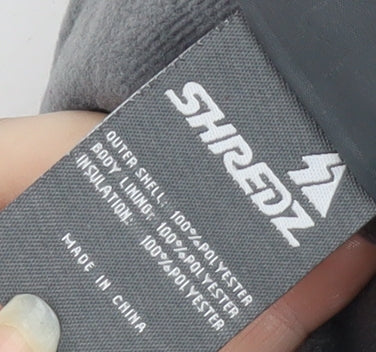 SHREDZ
OUTER SHELL: 100%POLYESTER
BODY LINING: 100%POLYESTER
INSULATION: 100%POLYESTER
MADE IN CHINA